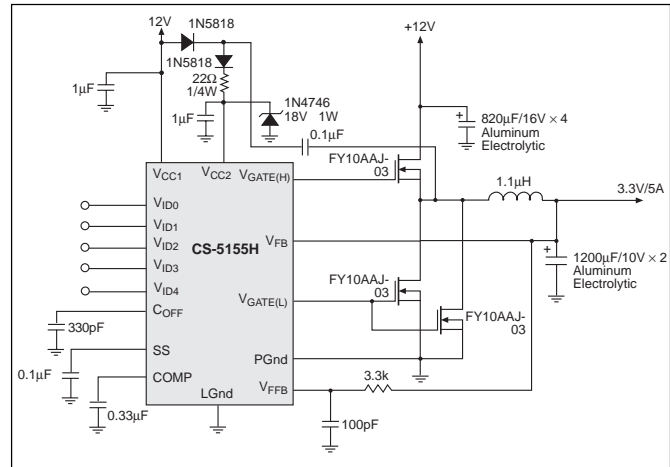 12V
1N5818
+12V
1N5818
22Ω
1/4W
1µF
1µF
1N4746
18V 1W
0.1µF
820µF/16V × 4
Aluminum
Electrolytic
FY10AAJ-
03
1.1µH
3.3V/5A
VCC1
VCC2
VGATE(H)
VID0
VID1
VID2
VID3
VID4
CS-5155H
VFB
1200µF/10V × 2
Aluminum
Electrolytic
FY10AAJ-
03
VGATE(L)
FY10AAJ-
03
COFF
330pF
SS
PGnd
0.1µF
COMP
VFFB
3.3k
0.33µF
LGnd
100pF